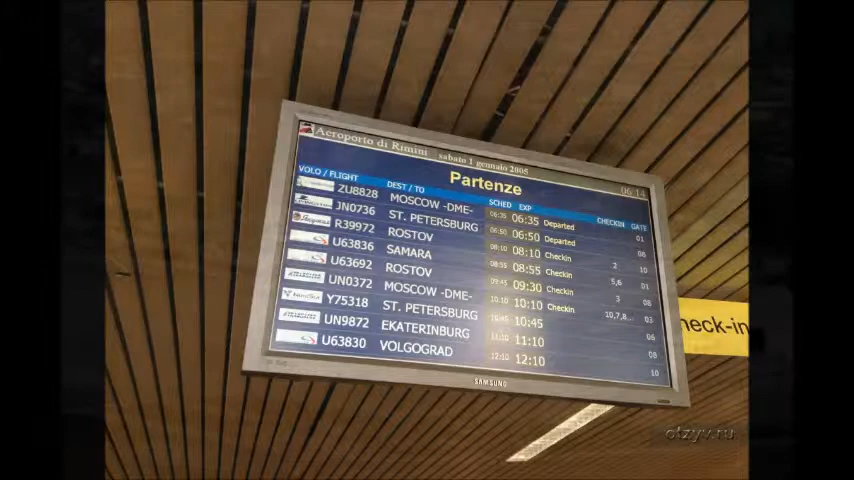 Aeroporto di Rimini sabato 1 gennaio 2005 06:14
Partenze
VOLO / FLIGHT DEST / TO SCHED EXP CHECKIN GATE
ZU8828 MOSCOW -DME- 06:35 06:35 Departed 01
JN0736 ST. PETERSBURG 06:50 06:50 Departed 06
R39972 ROSTOV 08:10 08:10 Checkin 2 10
U63836 SAMARA 08:55 08:55 Checkin 5,6 01
U63692 ROSTOV 09:45 09:30 Checkin 3 08
UN0372 MOSCOW -DME- 10:10 10:10 Checkin 10,7,8... 03
Y75318 ST. PETERSBURG 10:45 10:45 06
UN9872 EKATERINBURG 11:10 11:10 08
U63830 VOLGOGRAD 12:10 12:10 10
SAMSUNG
heck-in
otzyv.ru